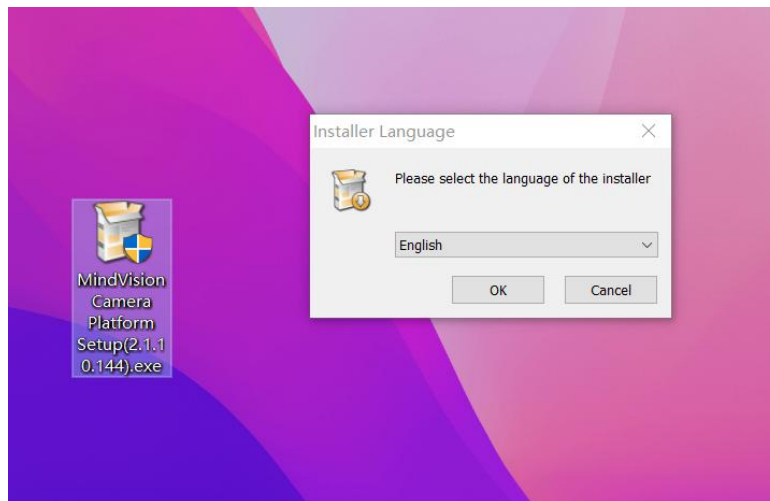 Installer Language
Please select the language of the installer
English
OK Cancel
MindVision
Camera
Platform
Setup(2.1.1
0.144).exe